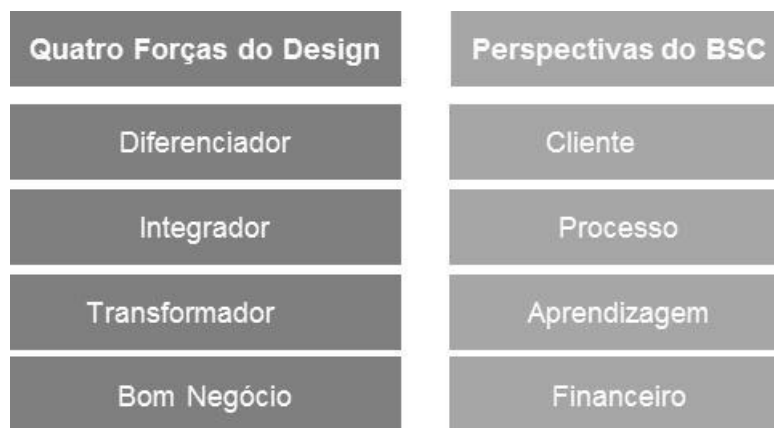 Quatro Forças do Design
Perspectivas do BSC
Diferenciador
Cliente
Integrador
Processo
Transformador
Aprendizagem
Bom Negócio
Financeiro